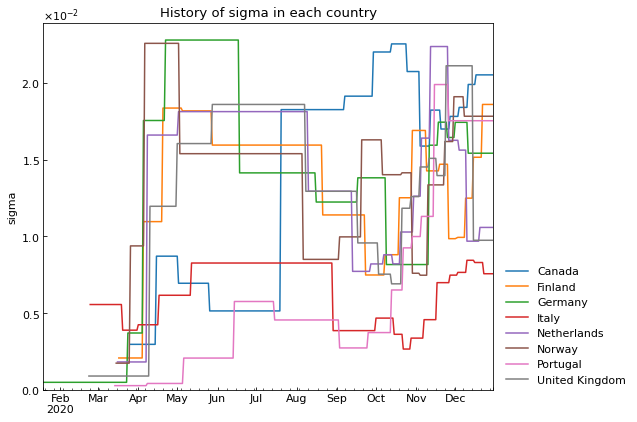 History of sigma in each country
×10⁻²
2.0
1.5
1.0
0.5
0.0
sigma
Feb Mar Apr May Jun Jul Aug Sep Oct Nov Dec
2020
Canada
Finland
Germany
Italy
Netherlands
Norway
Portugal
United Kingdom